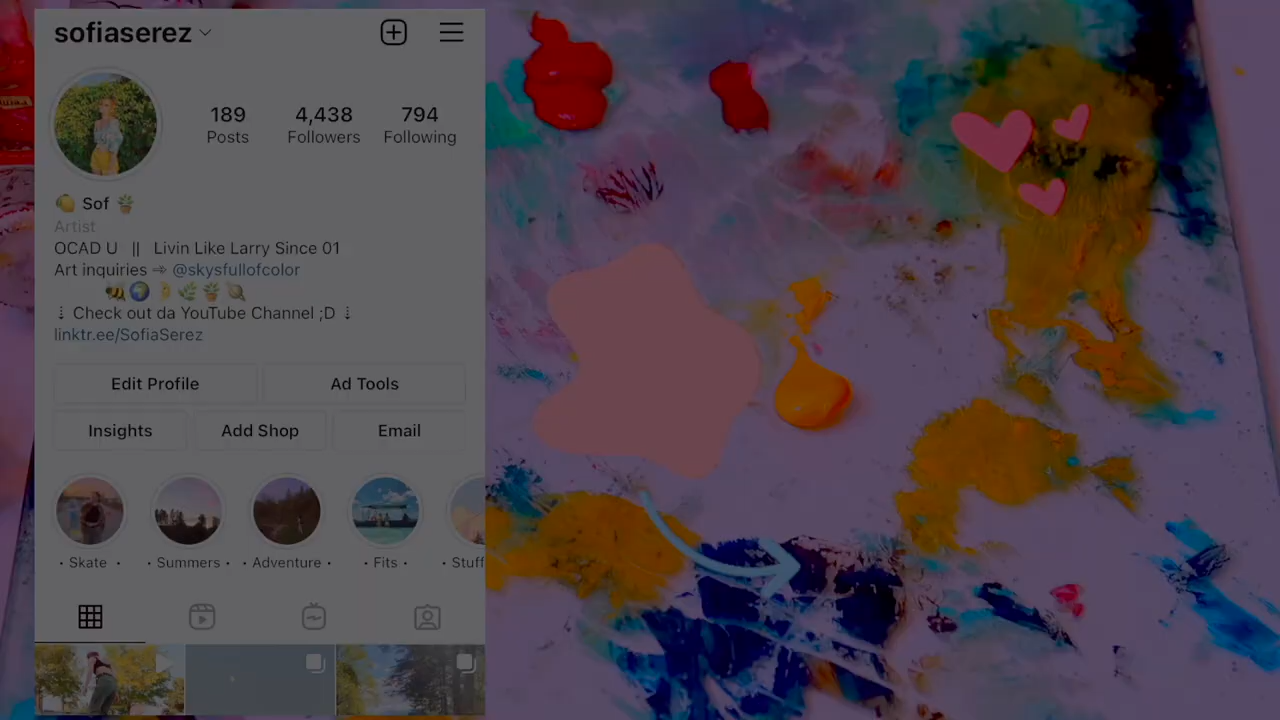 sofiaserez
189 4,438 794
Posts Followers Following
Sof
Artist
OCAD U || Livin Like Larry Since 01
Art inquiries ➾ @skysfullofcolor
⇣ Check out da YouTube Channel ;D ⇣
linktr.ee/SofiaSerez
Edit Profile Ad Tools
Insights Add Shop Email
• Skate • • Summers • • Adventure • • Fits • • Stuff